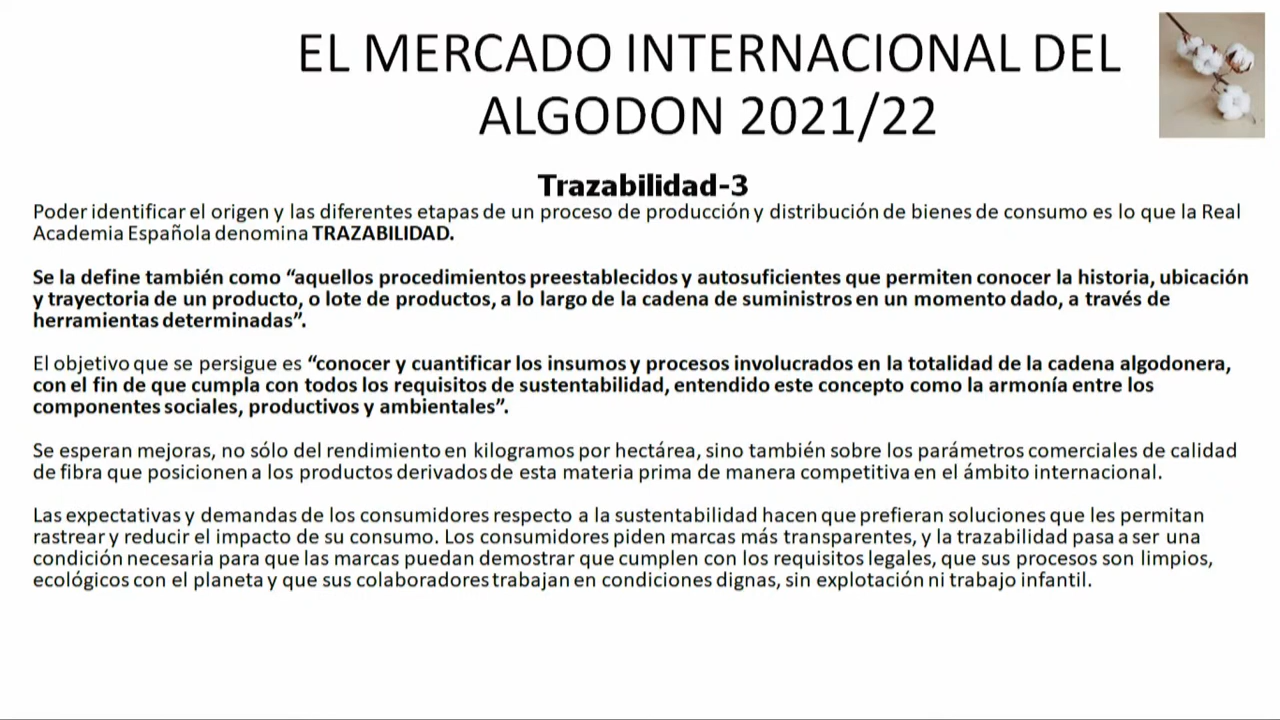 EL MERCADO INTERNACIONAL DEL
ALGODON 2021/22
Trazabilidad-3
Poder identificar el origen y las diferentes etapas de un proceso de producción y distribución de bienes de consumo es lo que la Real
Academia Española denomina TRAZABILIDAD.
Se la define también como “aquellos procedimientos preestablecidos y autosuficientes que permiten conocer la historia, ubicación
y trayectoria de un producto, o lote de productos, a lo largo de la cadena de suministros en un momento dado, a través de
herramientas determinadas”.
El objetivo que se persigue es “conocer y cuantificar los insumos y procesos involucrados en la totalidad de la cadena algodonera,
con el fin de que cumpla con todos los requisitos de sustentabilidad, entendido este concepto como la armonía entre los
componentes sociales, productivos y ambientales”.
Se esperan mejoras, no sólo del rendimiento en kilogramos por hectárea, sino también sobre los parámetros comerciales de calidad
de fibra que posicionen a los productos derivados de esta materia prima de manera competitiva en el ámbito internacional.
Las expectativas y demandas de los consumidores respecto a la sustentabilidad hacen que prefieran soluciones que les permitan
rastrear y reducir el impacto de su consumo. Los consumidores piden marcas más transparentes, y la trazabilidad pasa a ser una
condición necesaria para que las marcas puedan demostrar que cumplen con los requisitos legales, que sus procesos son limpios,
ecológicos con el planeta y que sus colaboradores trabajan en condiciones dignas, sin explotación ni trabajo infantil.